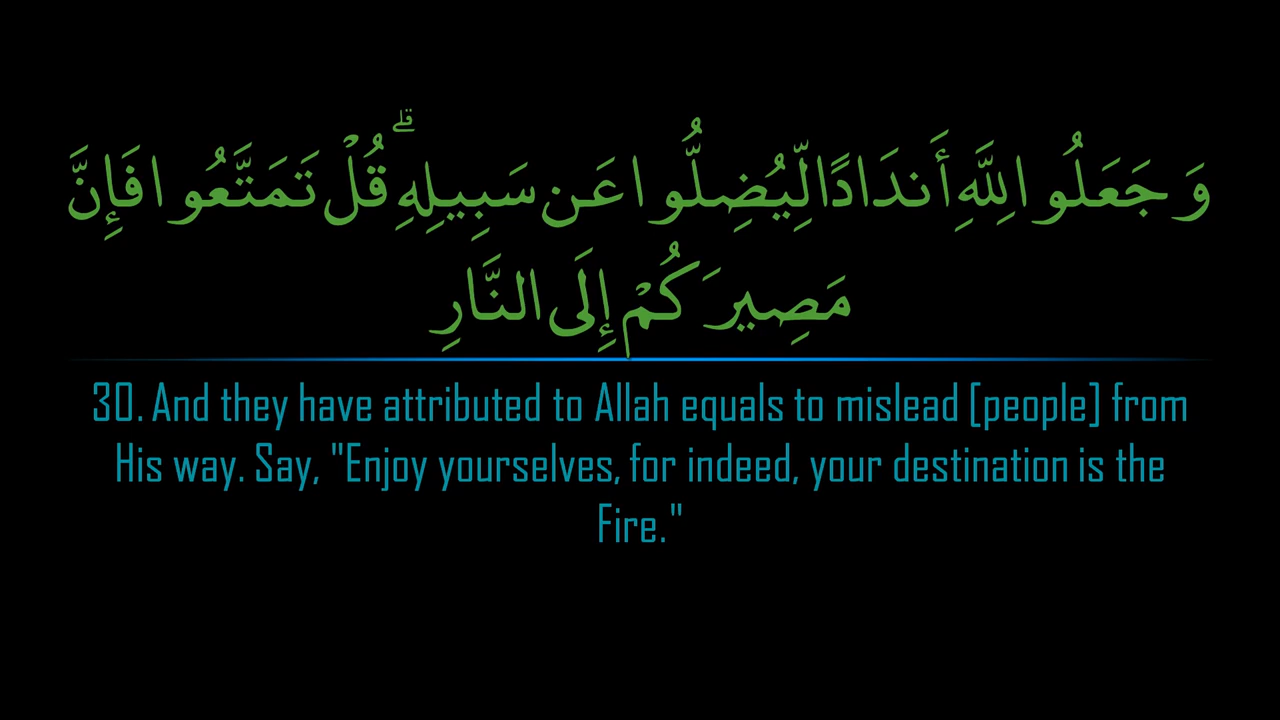 وَجَعَلُوا لِلَّهِ أَندَادًا لِّيُضِلُّوا عَن سَبِيلِهِ ۗ قُلْ تَمَتَّعُوا فَإِنَّ
مَصِيرَكُمْ إِلَى النَّارِ
30. And they have attributed to Allah equals to mislead [people] from
His way. Say, "Enjoy yourselves, for indeed, your destination is the
Fire."